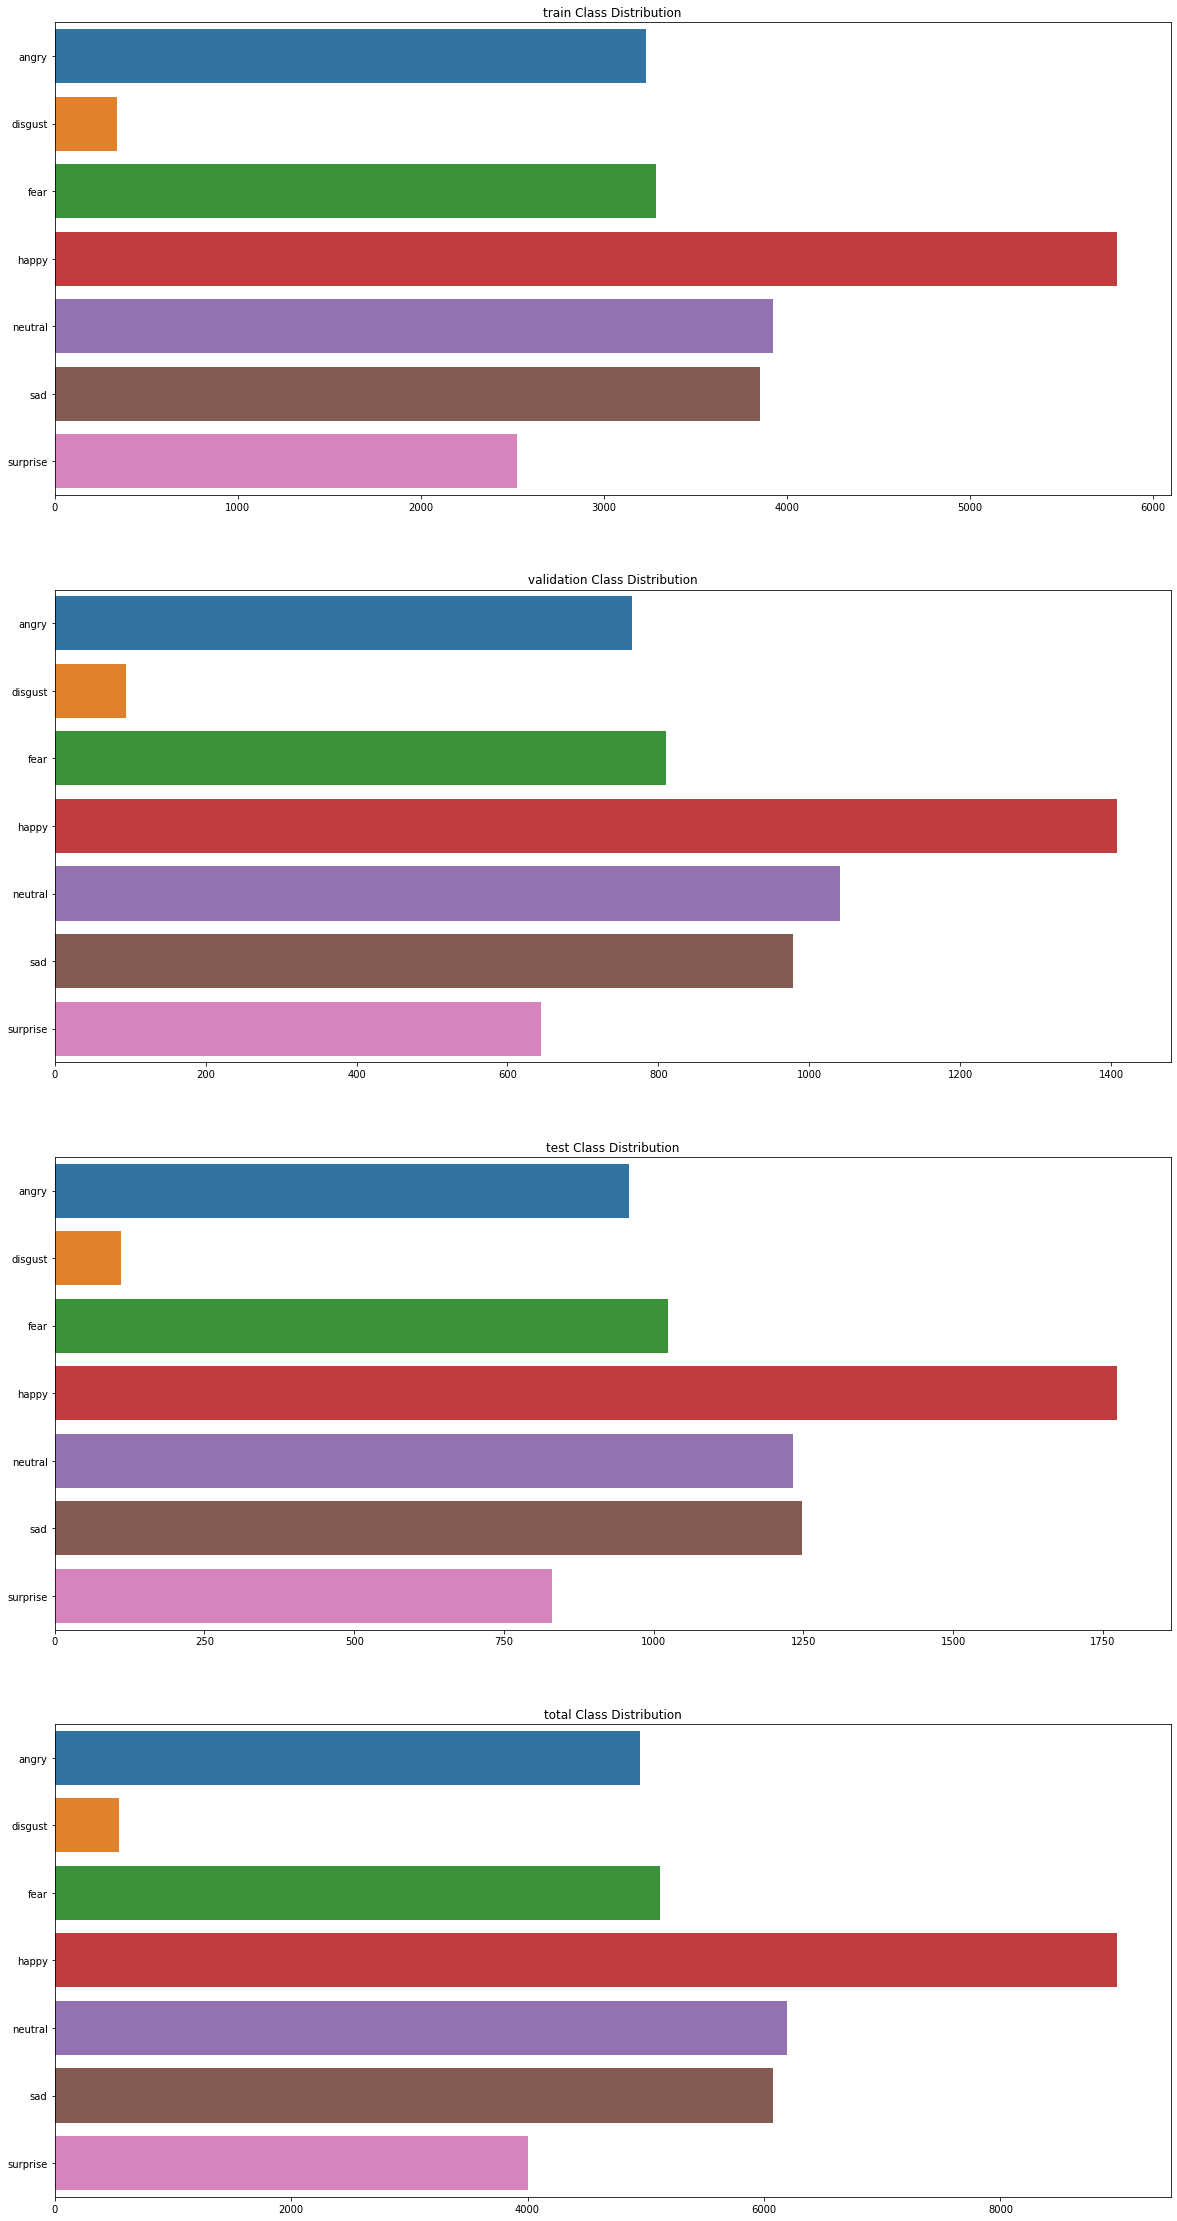 train Class Distribution
angry
disgust
fear
happy
neutral
sad
surprise
0 1000 2000 3000 4000 5000 6000
validation Class Distribution
angry
disgust
fear
happy
neutral
sad
surprise
0 200 400 600 800 1000 1200 1400
test Class Distribution
angry
disgust
fear
happy
neutral
sad
surprise
0 250 500 750 1000 1250 1500 1750
total Class Distribution
angry
disgust
fear
happy
neutral
sad
surprise
0 2000 4000 6000 8000